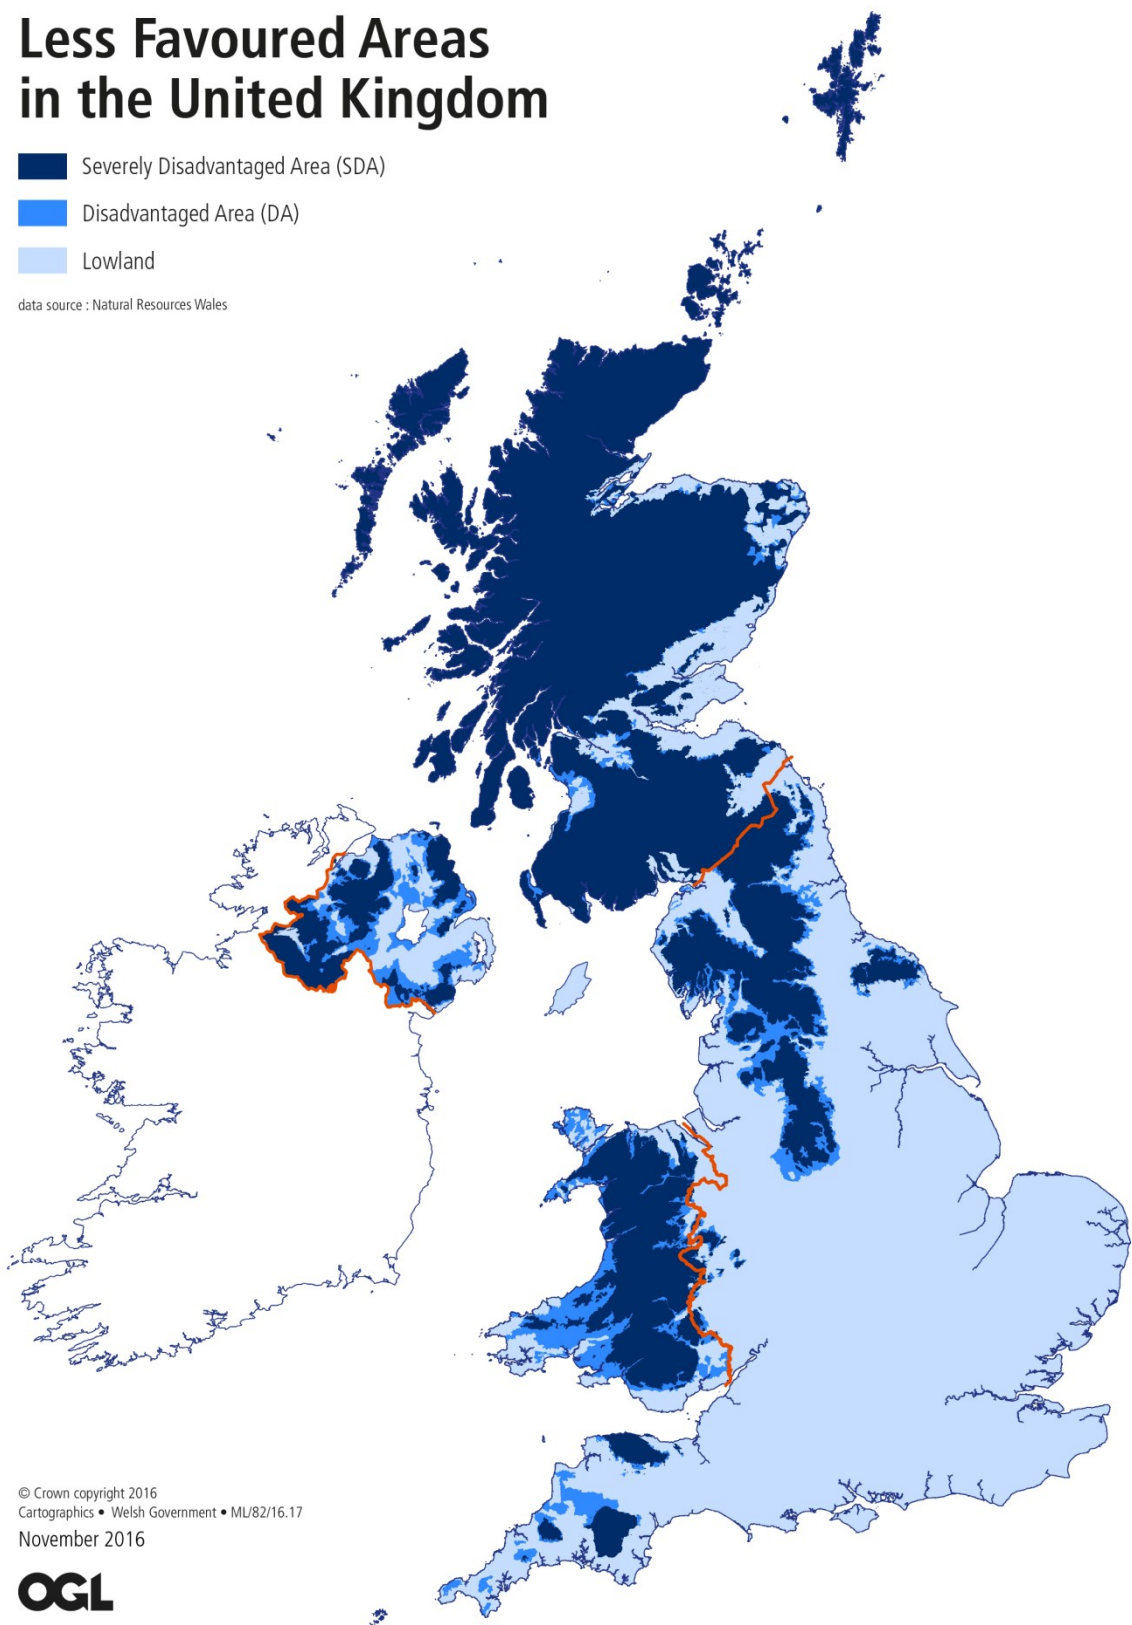 Less Favoured Areas
in the United Kingdom
Severely Disadvantaged Area (SDA)
Disadvantaged Area (DA)
Lowland
data source : Natural Resources Wales
© Crown copyright 2016
Cartographics • Welsh Government • ML/82/16.17
November 2016
OGL